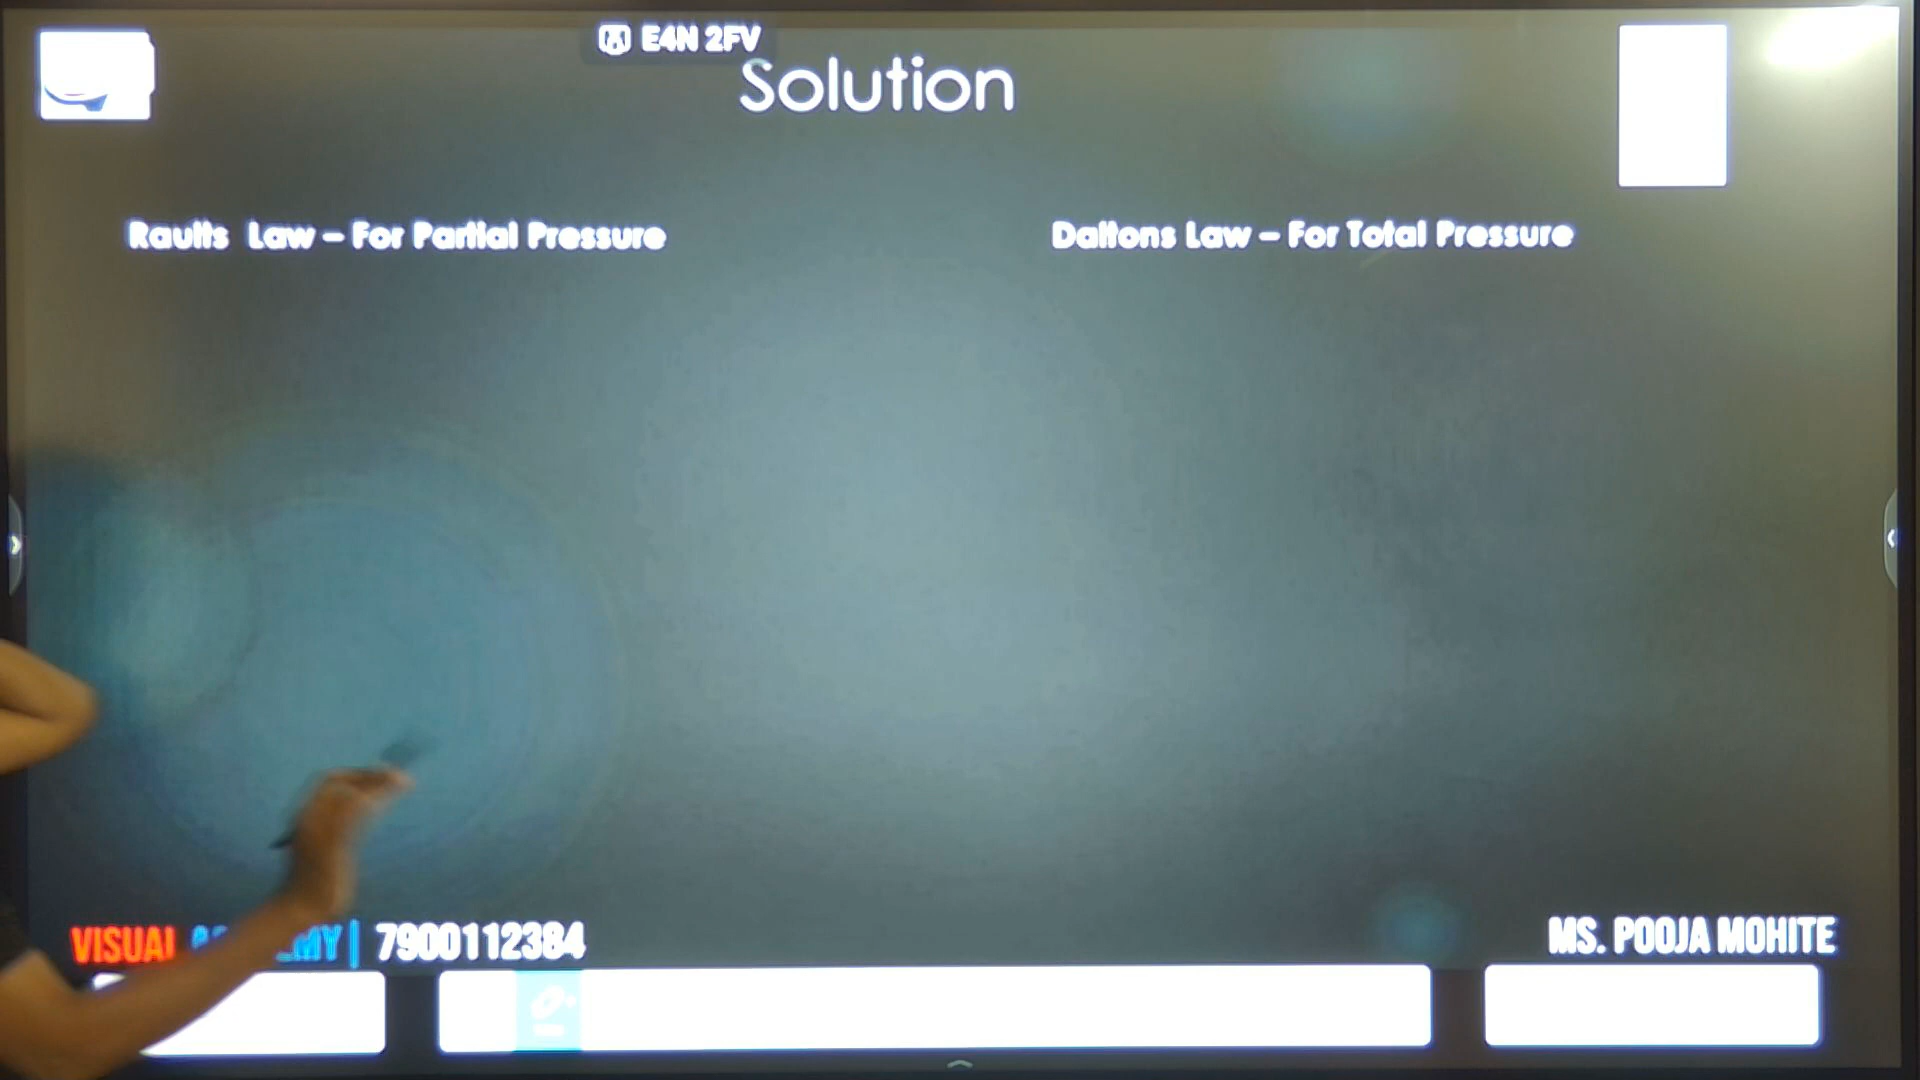 E4N 2FV
Solution
Raults Law – For Partial Pressure
Daltons Law – For Total Pressure
VISUAL
7900112384
MS. POOJA MOHITE